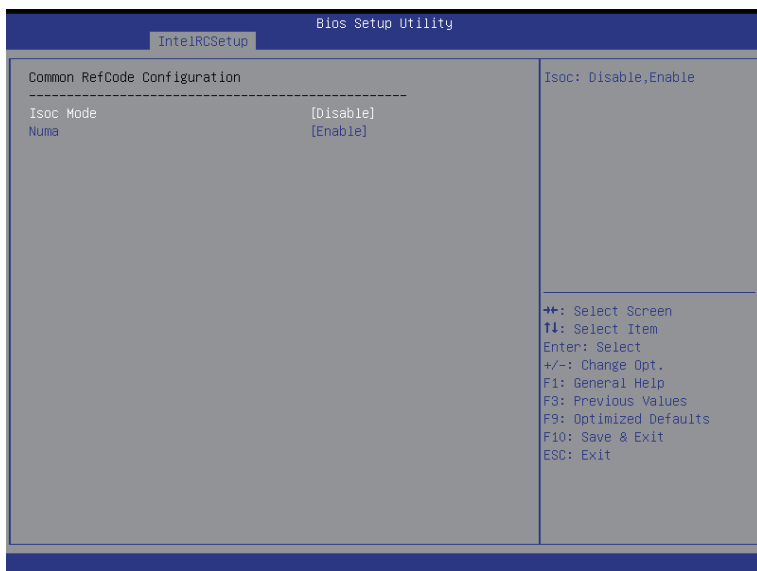 Bios Setup Utility
IntelRCSetup
Common RefCode Configuration
--------------------------------------------------
Isoc Mode [Disable]
Numa [Enable]
Isoc: Disable,Enable
→←: Select Screen
↑↓: Select Item
Enter: Select
+/-: Change Opt.
F1: General Help
F3: Previous Values
F9: Optimized Defaults
F10: Save & Exit
ESC: Exit